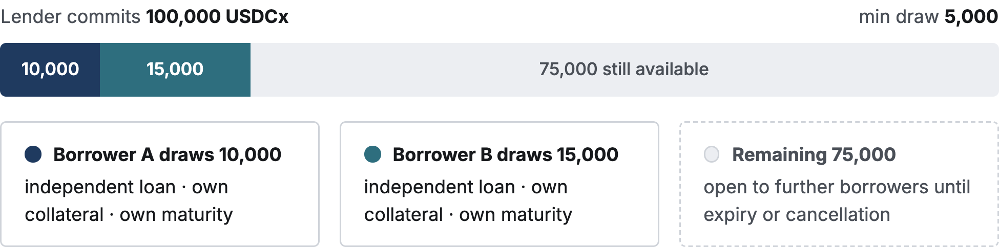 Lender commits 100,000 USDCx
min draw 5,000
10,000
15,000
75,000 still available
Borrower A draws 10,000
independent loan · own
collateral · own maturity
Borrower B draws 15,000
independent loan · own
collateral · own maturity
Remaining 75,000
open to further borrowers until
expiry or cancellation